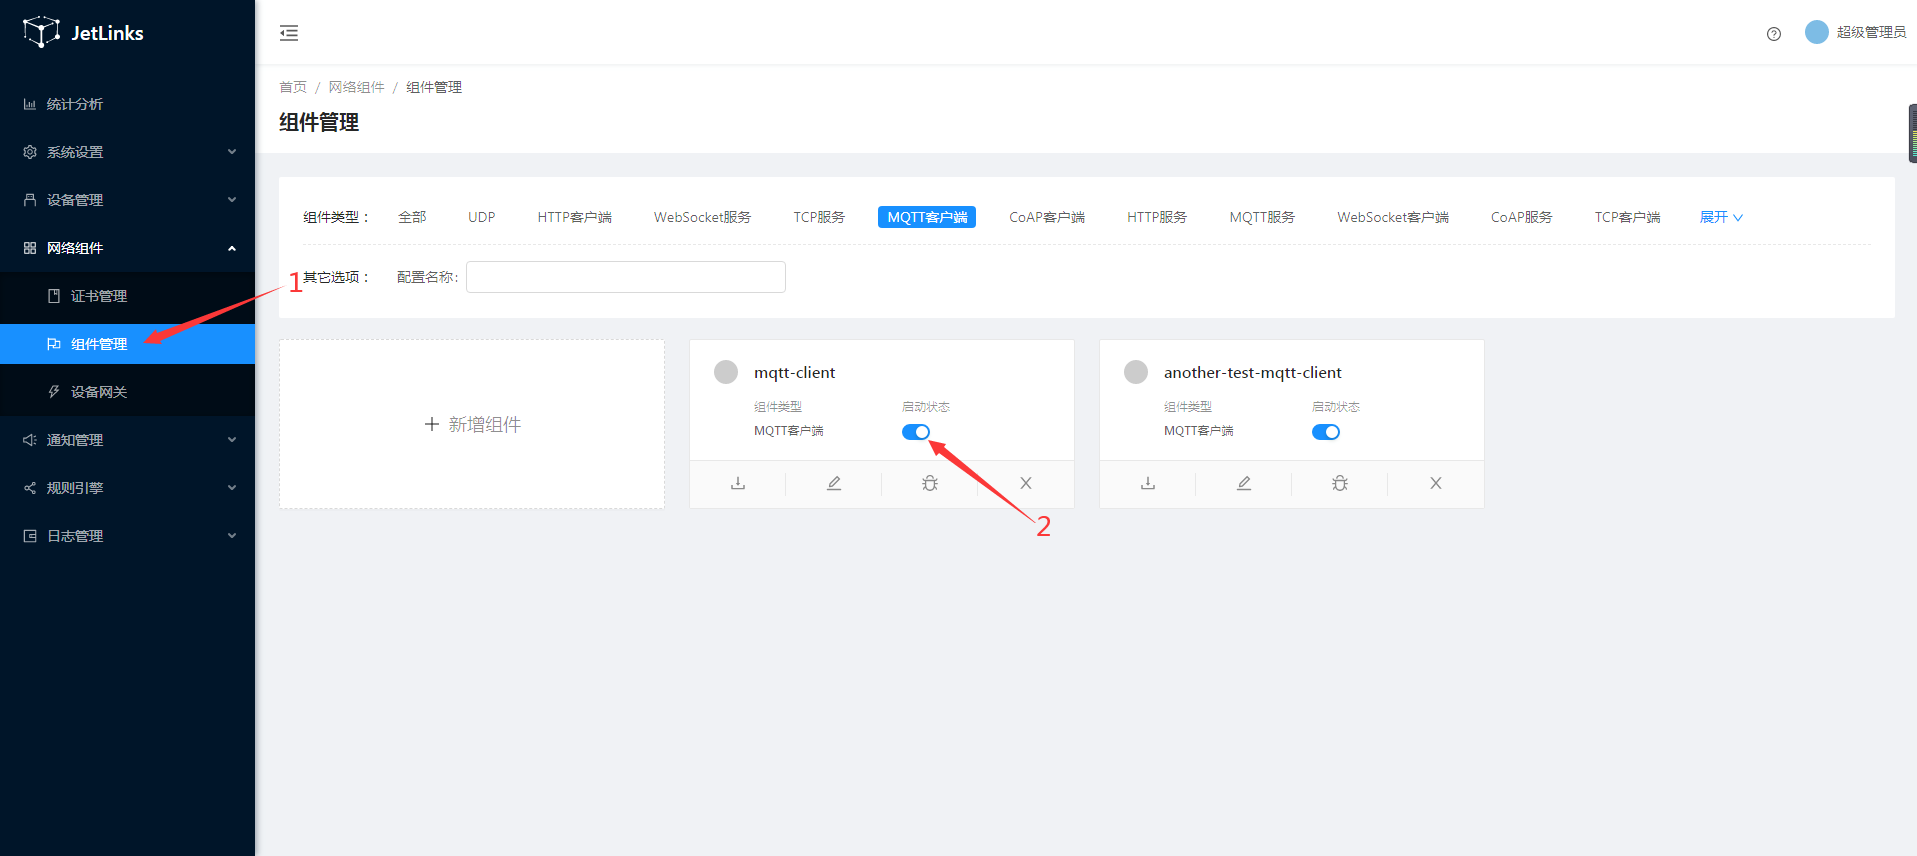 JetLinks
超级管理员
统计分析
系统设置
设备管理
网络组件
证书管理
组件管理
设备网关
通知管理
规则引擎
日志管理
首页 / 网络组件 / 组件管理
组件管理
组件类型： 全部 UDP HTTP客户端 WebSocket服务 TCP服务 MQTT客户端 CoAP客户端 HTTP服务 MQTT服务 WebSocket客户端 CoAP服务 TCP客户端 展开
1
其它选项： 配置名称:
新增组件
mqtt-client
组件类型 启动状态
MQTT客户端
another-test-mqtt-client
组件类型 启动状态
MQTT客户端
2